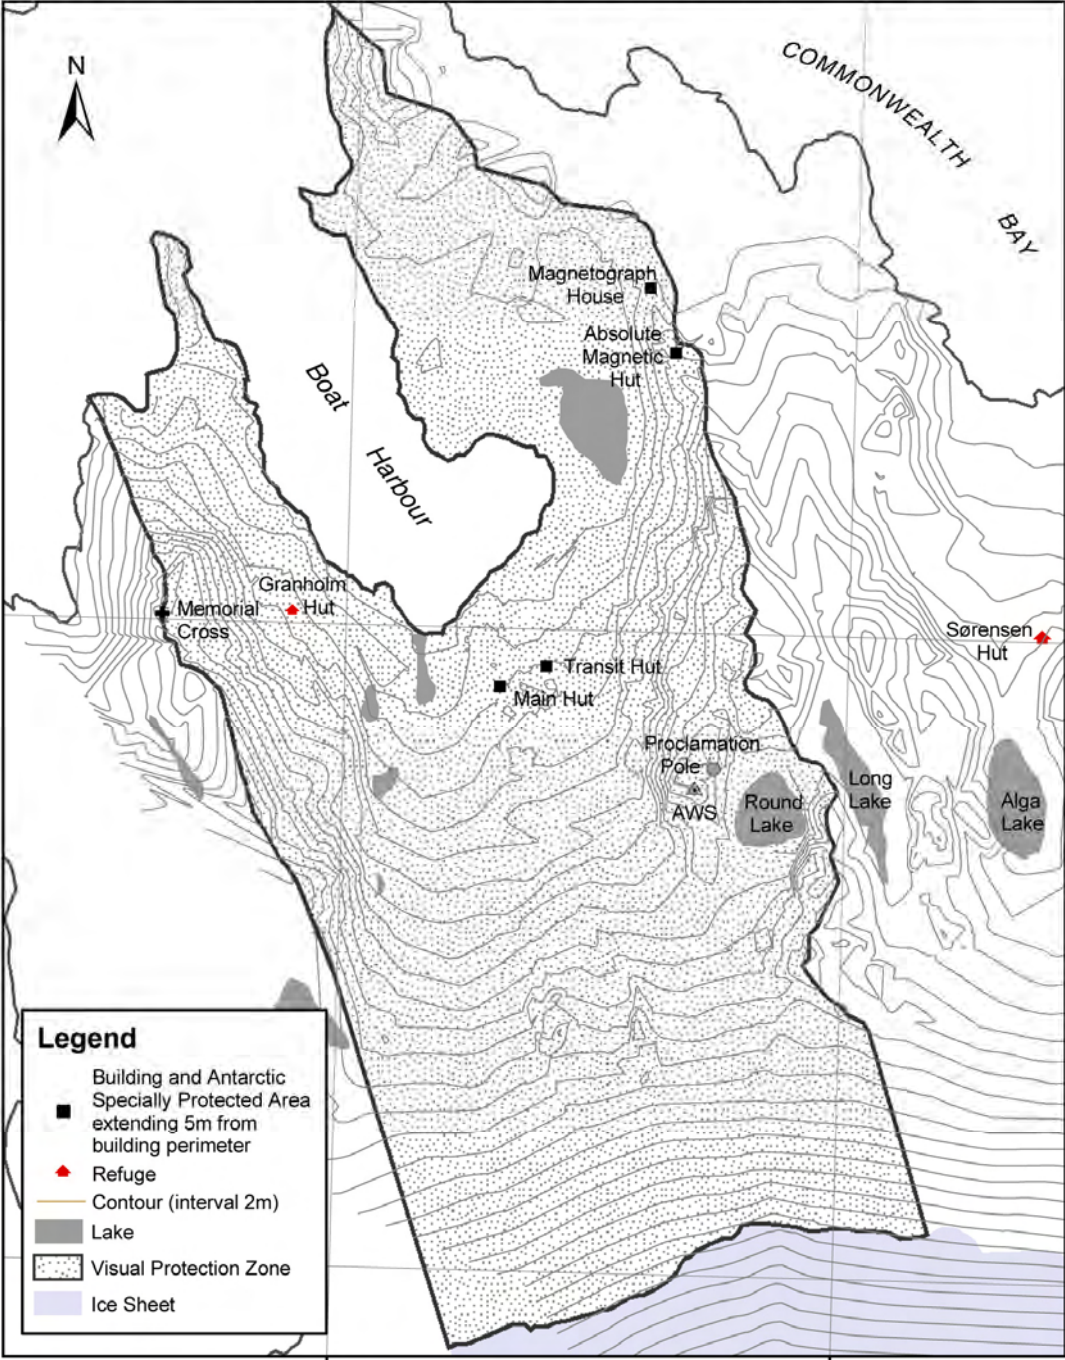 N
COMMONWEALTH
BAY
Magnetograph
House
Absolute
Magnetic
Hut
Boat
Harbour
Granholm
Hut
Memorial
Cross
Sørensen
Hut
Transit Hut
Main Hut
Proclamation
Pole
AWS
Round
Lake
Long
Lake
Alga
Lake
Legend
Building and Antarctic
Specially Protected Area
extending 5m from
building perimeter
Refuge
Contour (interval 2m)
Lake
Visual Protection Zone
Ice Sheet